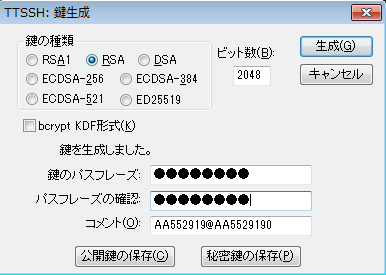 TTSSH: 鍵生成
鍵の種類
RSA1 RSA DSA
ECDSA-256 ECDSA-384
ECDSA-521 ED25519
ビット数(B):
2048
生成(G)
キャンセル
bcrypt KDF形式(K)
鍵を生成しました。
鍵のパスフレーズ: ●●●●●●●●
パスフレーズの確認: ●●●●●●●●
コメント(O): AA552919@AA5529190
公開鍵の保存(C) 秘密鍵の保存(P)